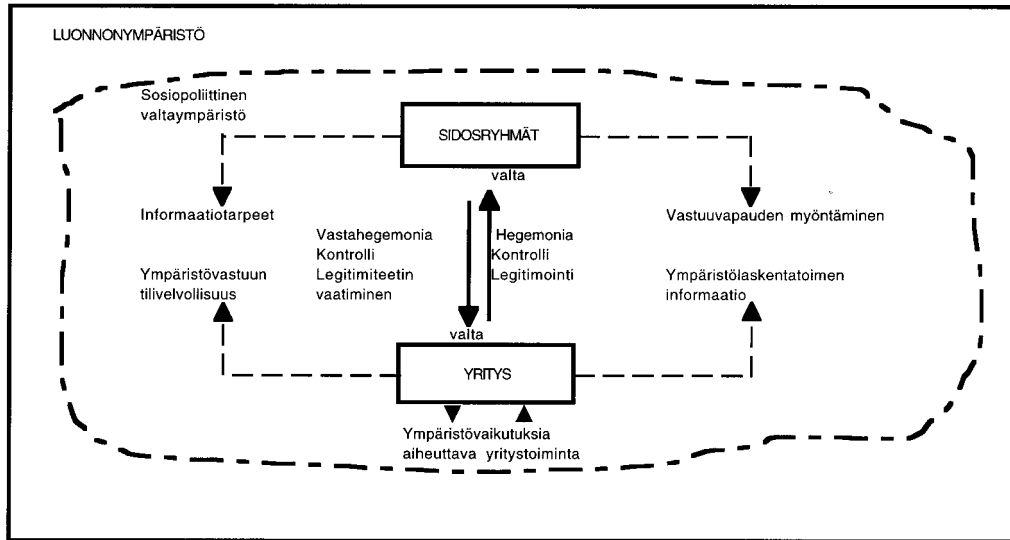 LUONNONYMPÄRISTÖ
Sosiopoliittinen
valtaympäristö
SIDOSRYHMÄT
valta
Informaatiotarpeet
Vastuuvapauden myöntäminen
Vastahegemonia
Kontrolli
Legitimiteetin
vaatiminen
Hegemonia
Kontrolli
Legitimointi
Ympäristövastuun
tilivelvollisuus
Ympäristölaskentatoimen
informaatio
valta
YRITYS
Ympäristövaikutuksia
aiheuttava yritystoiminta